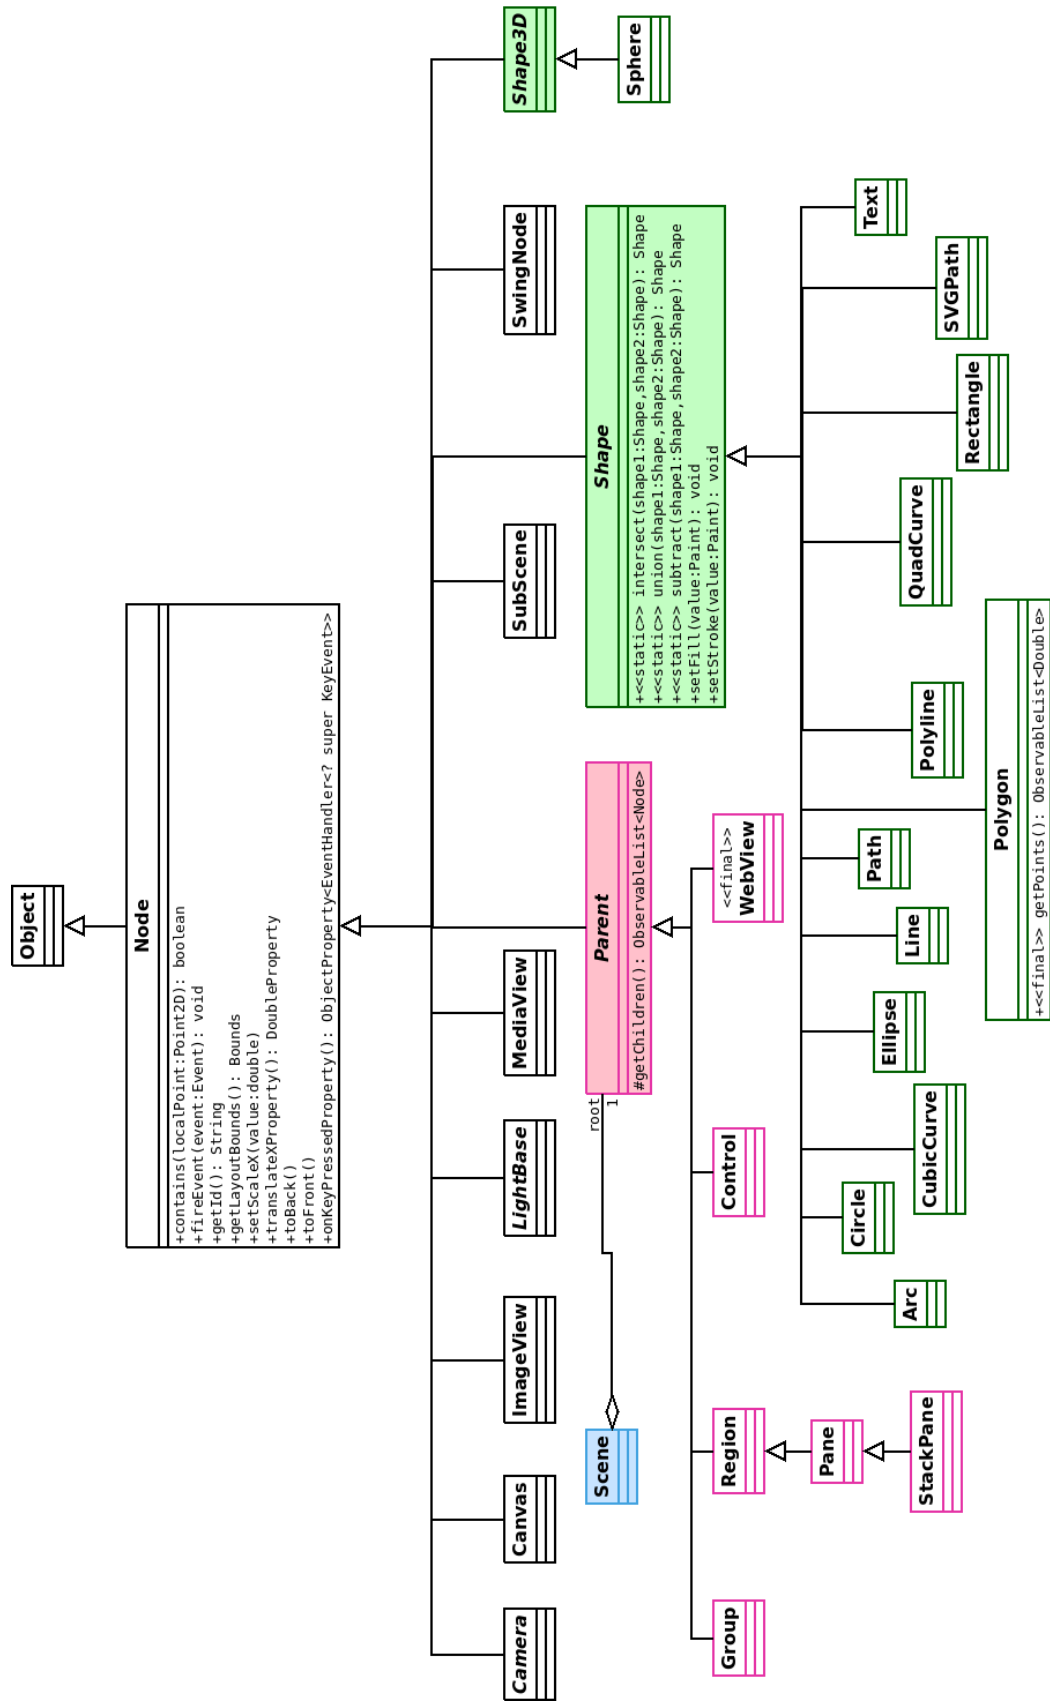 Object
Node
+contains(localPoint:Point2D): boolean
+fireEvent(event:Event): void
+getId(): String
+getLayoutBounds(): Bounds
+setScaleX(value:double)
+translateXProperty(): DoubleProperty
+toBack()
+toFront()
+onKeyPressedProperty(): ObjectProperty<EventHandler<? super KeyEvent>>
Camera
Canvas
ImageView
LightBase
MediaView
SubScene
SwingNode
Shape3D
Scene
root
1
Parent
#getChildren(): ObservableList<Node>
Shape
+<<static>> intersect(shape1:Shape,shape2:Shape): Shape
+<<static>> union(shape1:Shape,shape2:Shape): Shape
+<<static>> subtract(shape1:Shape,shape2:Shape): Shape
+setFill(value:Paint): void
+setStroke(value:Paint): void
Sphere
Group
Region
Control
<<final>>
WebView
Pane
StackPane
Arc
Circle
CubicCurve
Ellipse
Line
Path
Polygon
+<<final>> getPoints(): ObservableList<Double>
Polyline
QuadCurve
Rectangle
SVGPath
Text